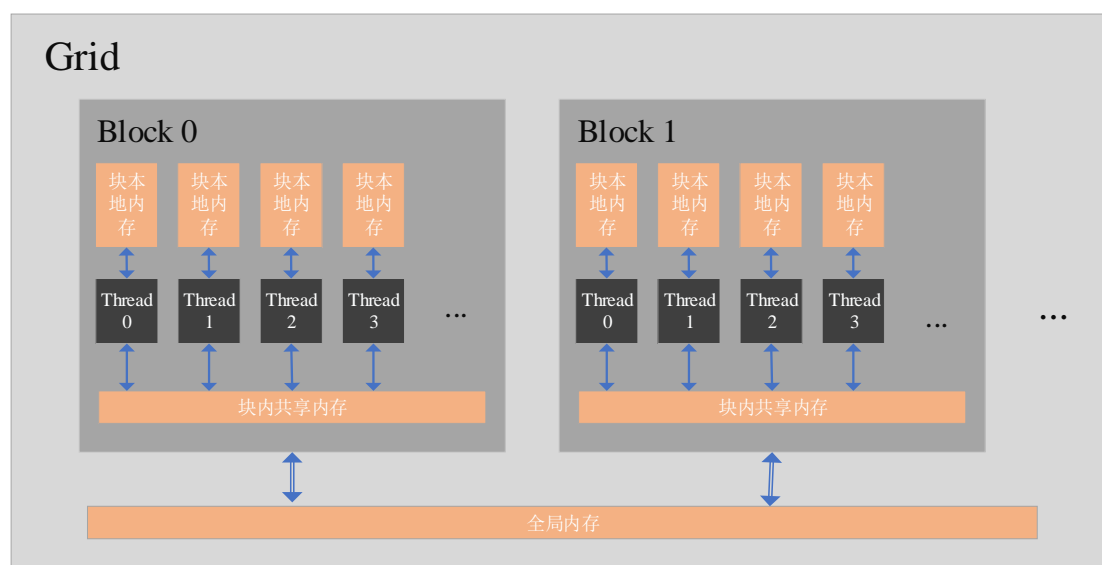 Grid
Block 0
块本
地内
存
块本
地内
存
块本
地内
存
块本
地内
存
Thread
0
Thread
1
Thread
2
Thread
3
...
块内共享内存
Block 1
块本
地内
存
块本
地内
存
块本
地内
存
块本
地内
存
Thread
0
Thread
1
Thread
2
Thread
3
...
块内共享内存
...
全局内存